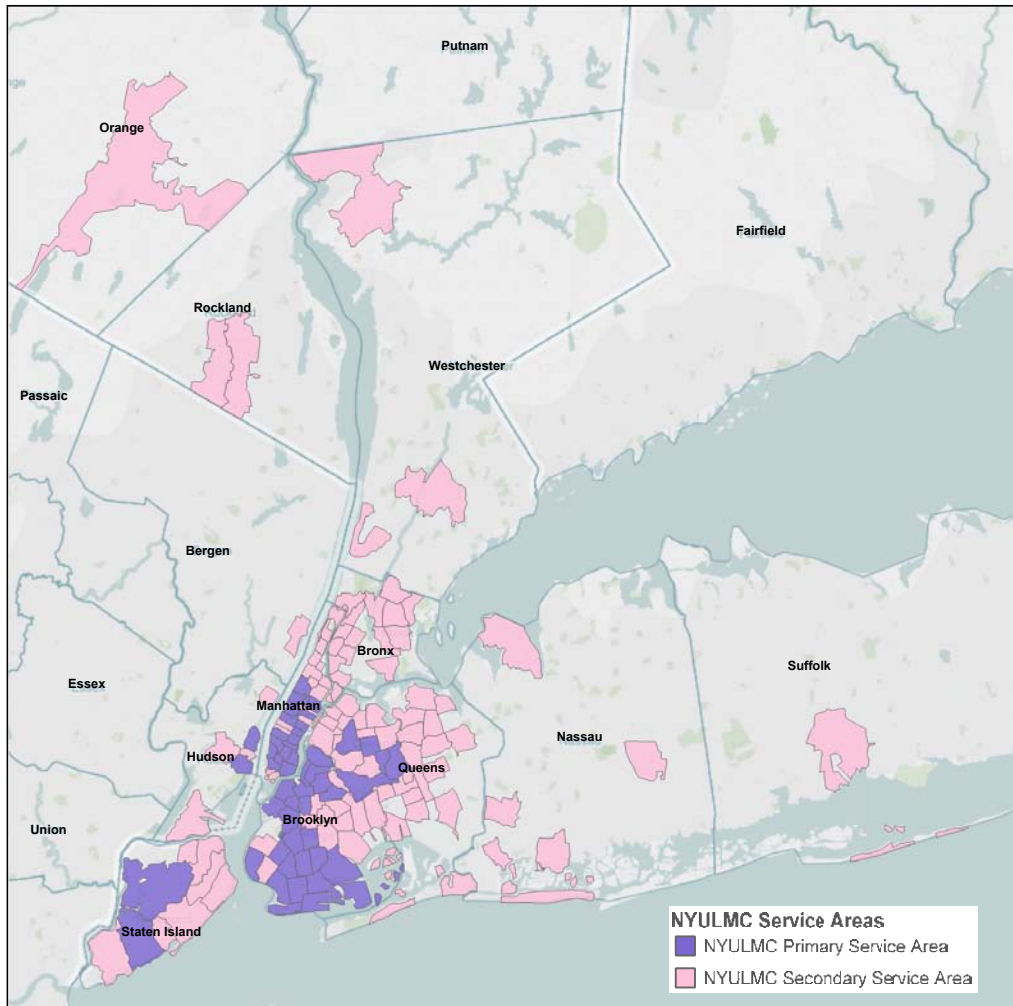 Putnam
Orange
Fairfield
Rockland
Westchester
Passaic
Bergen
Bronx
Essex
Suffolk
Manhattan
Nassau
Hudson
Queens
Brooklyn
Union
Staten Island
NYULMC Service Areas
NYULMC Primary Service Area
NYULMC Secondary Service Area